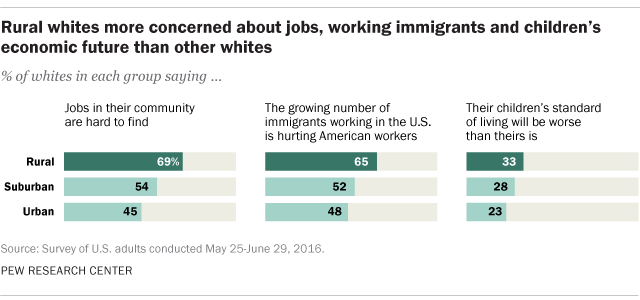 Rural whites more concerned about jobs, working immigrants and children's
economic future than other whites
% of whites in each group saying ...
Jobs in their community
are hard to find
The growing number of
immigrants working in the U.S.
is hurting American workers
Their children's standard
of living will be worse
than theirs is
Rural 69% 65 33
Suburban 54 52 28
Urban 45 48 23
Source: Survey of U.S. adults conducted May 25-June 29, 2016.
PEW RESEARCH CENTER